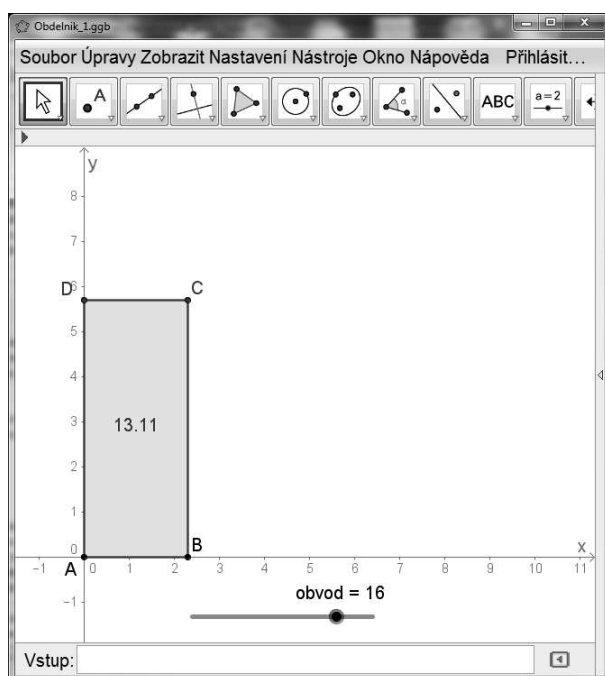 Obdelnik_1.ggb
Soubor Úpravy Zobrazit Nastavení Nástroje Okno Nápověda Přihlásit...
A ABC a=2
y
8
7
D 6 C
5
4
3 13.11
2
1
0 B x
-1 A 0 1 2 3 4 5 6 7 8 9 10 11
obvod = 16
-1
Vstup: